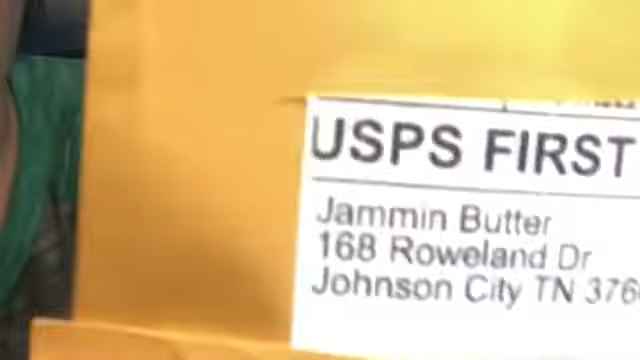 USPS FIRST
Jammin Butter
168 Roweland Dr
Johnson City TN 376